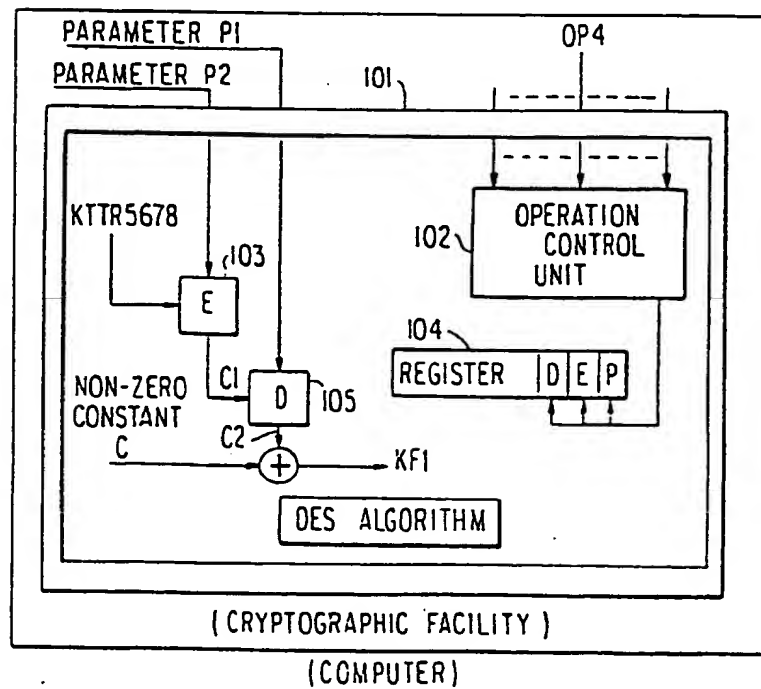 PARAMETER P1
OP4
PARAMETER P2
101
KTTR5678
103
E
102
OPERATION
CONTROL
UNIT
104
REGISTER D E P
C1
D
105
NON-ZERO
CONSTANT
C
C2
+
KF1
DES ALGORITHM
(CRYPTOGRAPHIC FACILITY)
(COMPUTER)